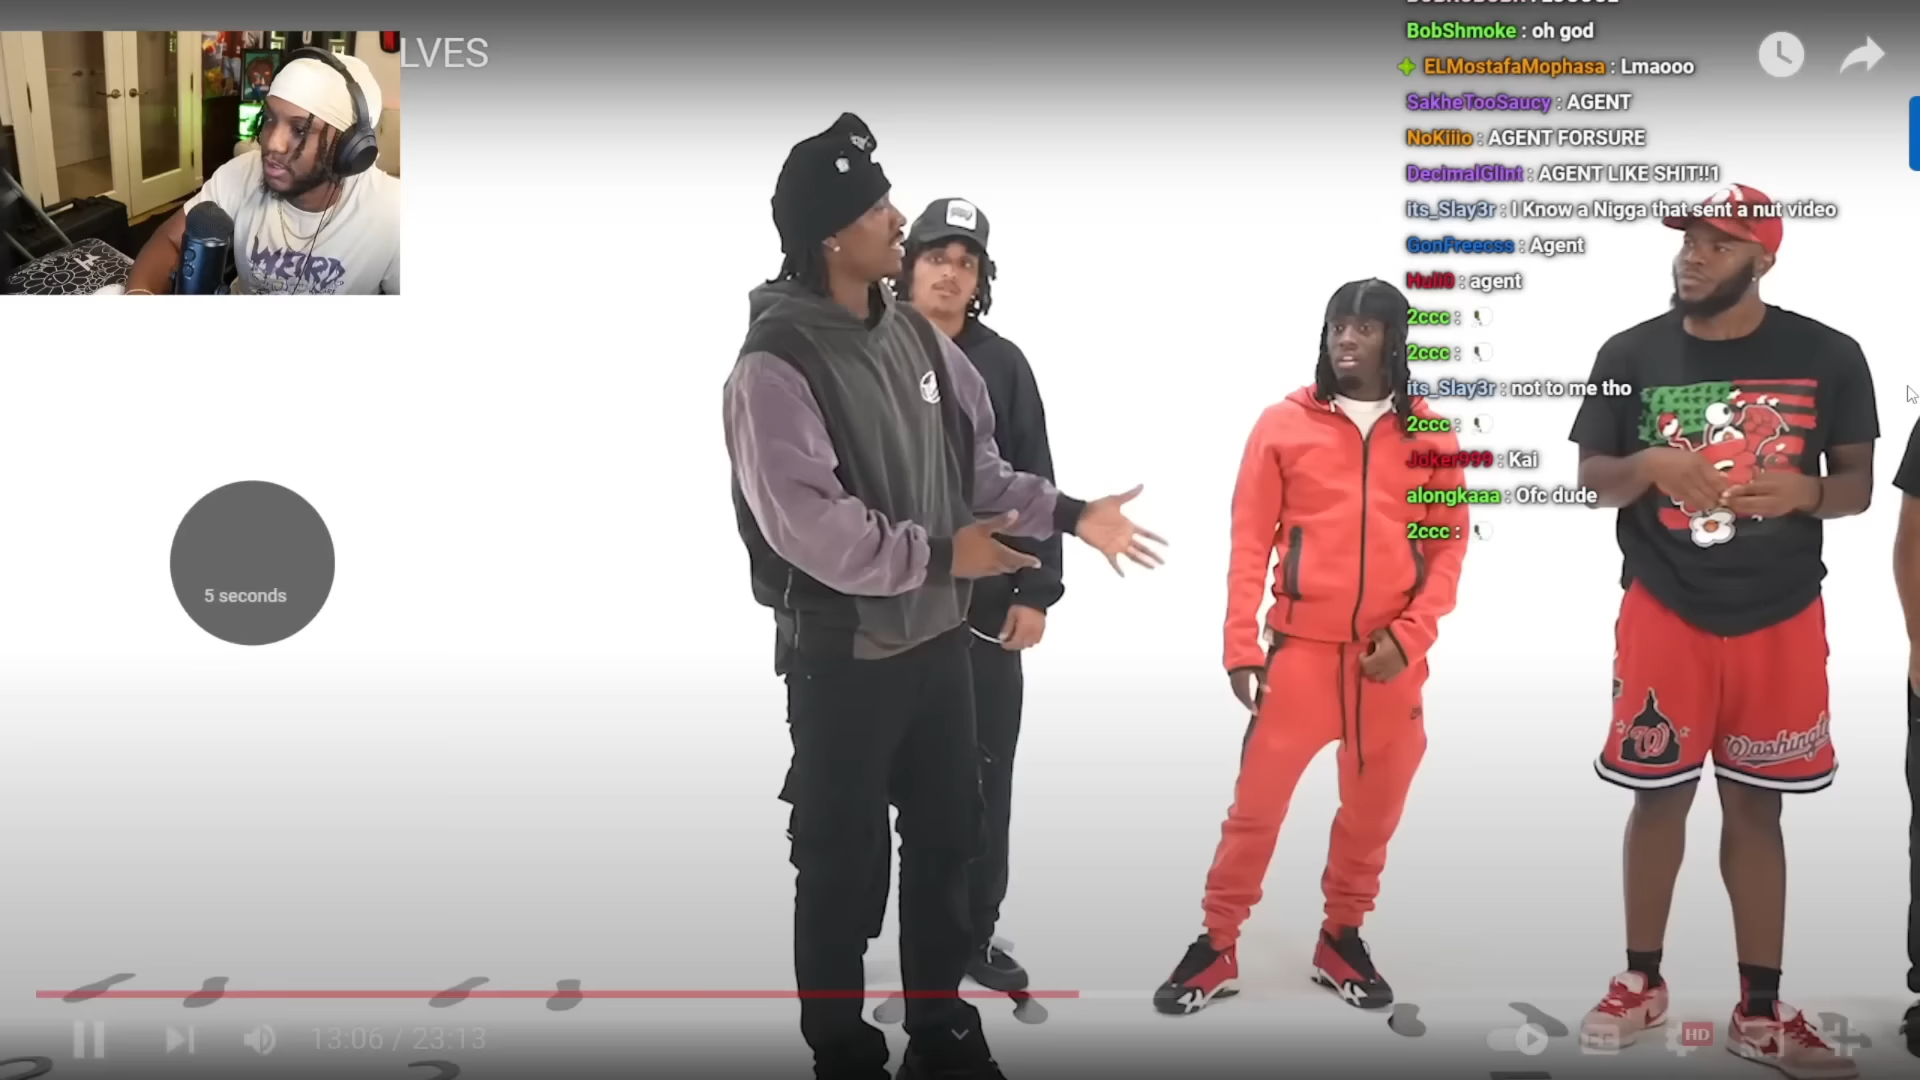 LVES
BobShmoke : oh god
ELMostafaMophasa : Lmaooo
SakheTooSaucy : AGENT
NoKiiio : AGENT FORSURE
DecimalGlint : AGENT LIKE SHIT!!1
its_Slay3r : I Know a Nigga that sent a nut video
GonFreecss : Agent
Huli0 : agent
2ccc :
2ccc :
its_Slay3r : not to me tho
2ccc :
Joker999 : Kai
alongkaaa : Ofc dude
2ccc :
WEIRD
5 seconds
W
Washingt
13:06 / 23:13
HD